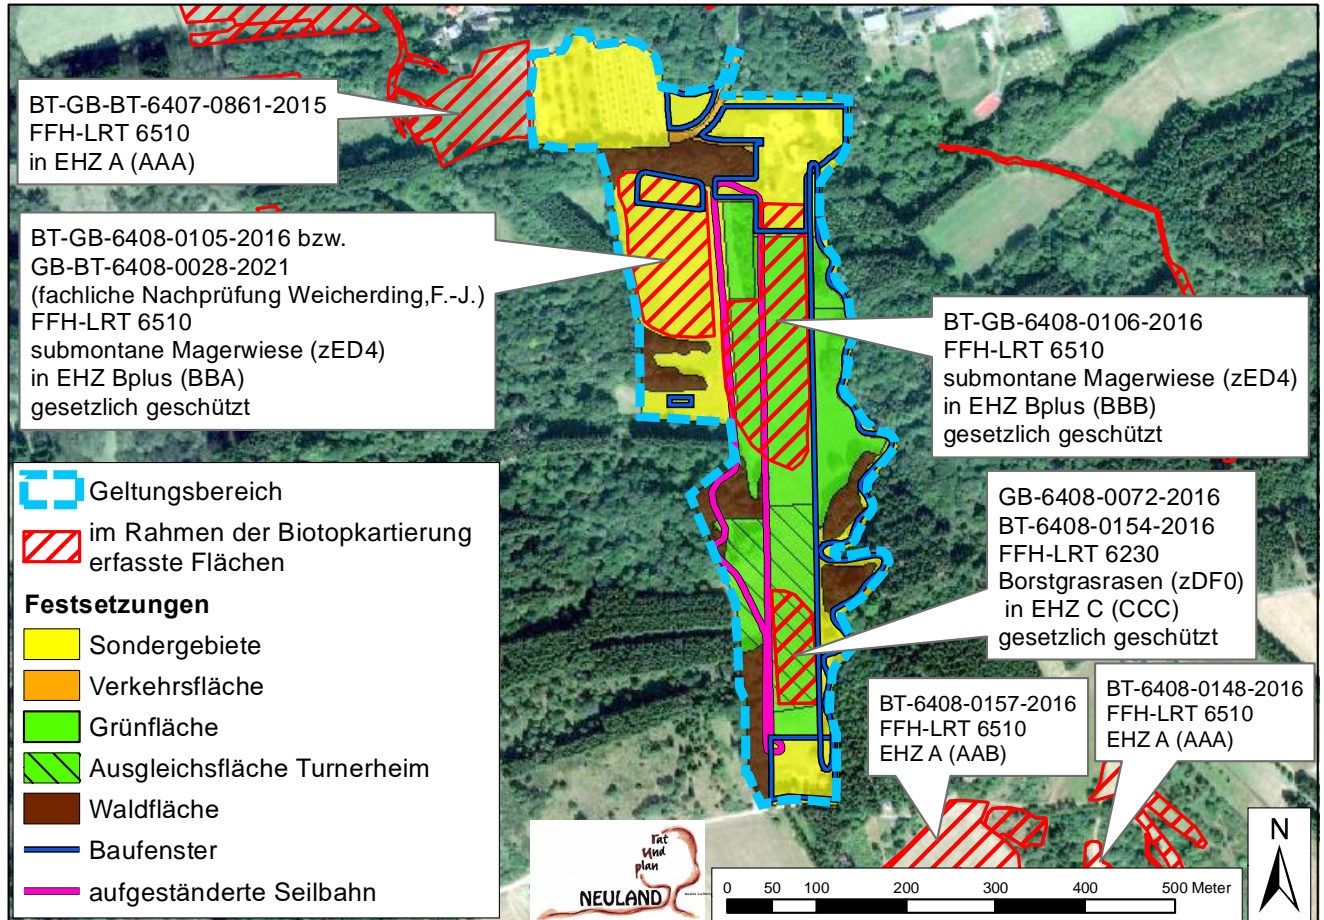 BT-GB-BT-6407-0861-2015
FFH-LRT 6510
in EHZ A (AAA)
BT-GB-6408-0105-2016 bzw.
GB-BT-6408-0028-2021
(fachliche Nachprüfung Weicherding,F.-J.)
FFH-LRT 6510
submontane Magerwiese (zED4)
in EHZ Bplus (BBA)
gesetzlich geschützt
BT-GB-6408-0106-2016
FFH-LRT 6510
submontane Magerwiese (zED4)
in EHZ Bplus (BBB)
gesetzlich geschützt
GB-6408-0072-2016
BT-6408-0154-2016
FFH-LRT 6230
Borstgrasrasen (zDF0)
in EHZ C (CCC)
gesetzlich geschützt
BT-6408-0157-2016
FFH-LRT 6510
EHZ A (AAB)
BT-6408-0148-2016
FFH-LRT 6510
EHZ A (AAA)
Geltungsbereich
im Rahmen der Biotopkartierung
erfasste Flächen
Festsetzungen
Sondergebiete
Verkehrsfläche
Grünfläche
Ausgleichsfläche Turnerheim
Waldfläche
Baufenster
aufgeständerte Seilbahn
rat
und
plan
NEULAND
0 50 100 200 300 400 500 Meter
N